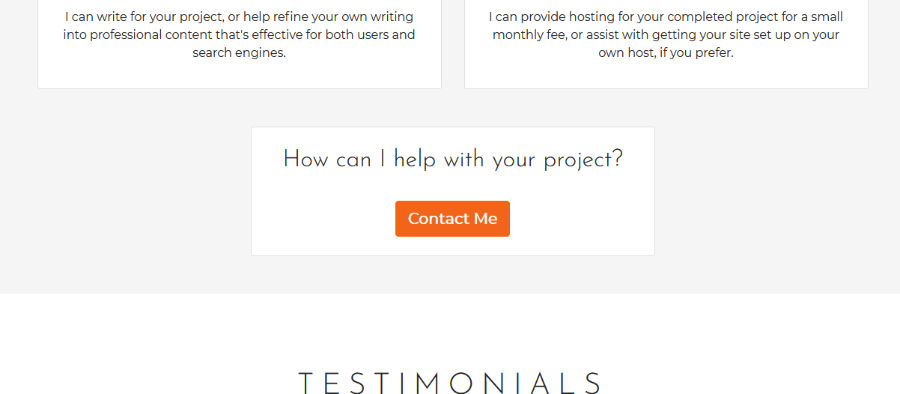 I can write for your project, or help refine your own writing
into professional content that's effective for both users and
search engines.
I can provide hosting for your completed project for a small
monthly fee, or assist with getting your site set up on your
own host, if you prefer.
How can I help with your project?
Contact Me
TESTIMONIALS